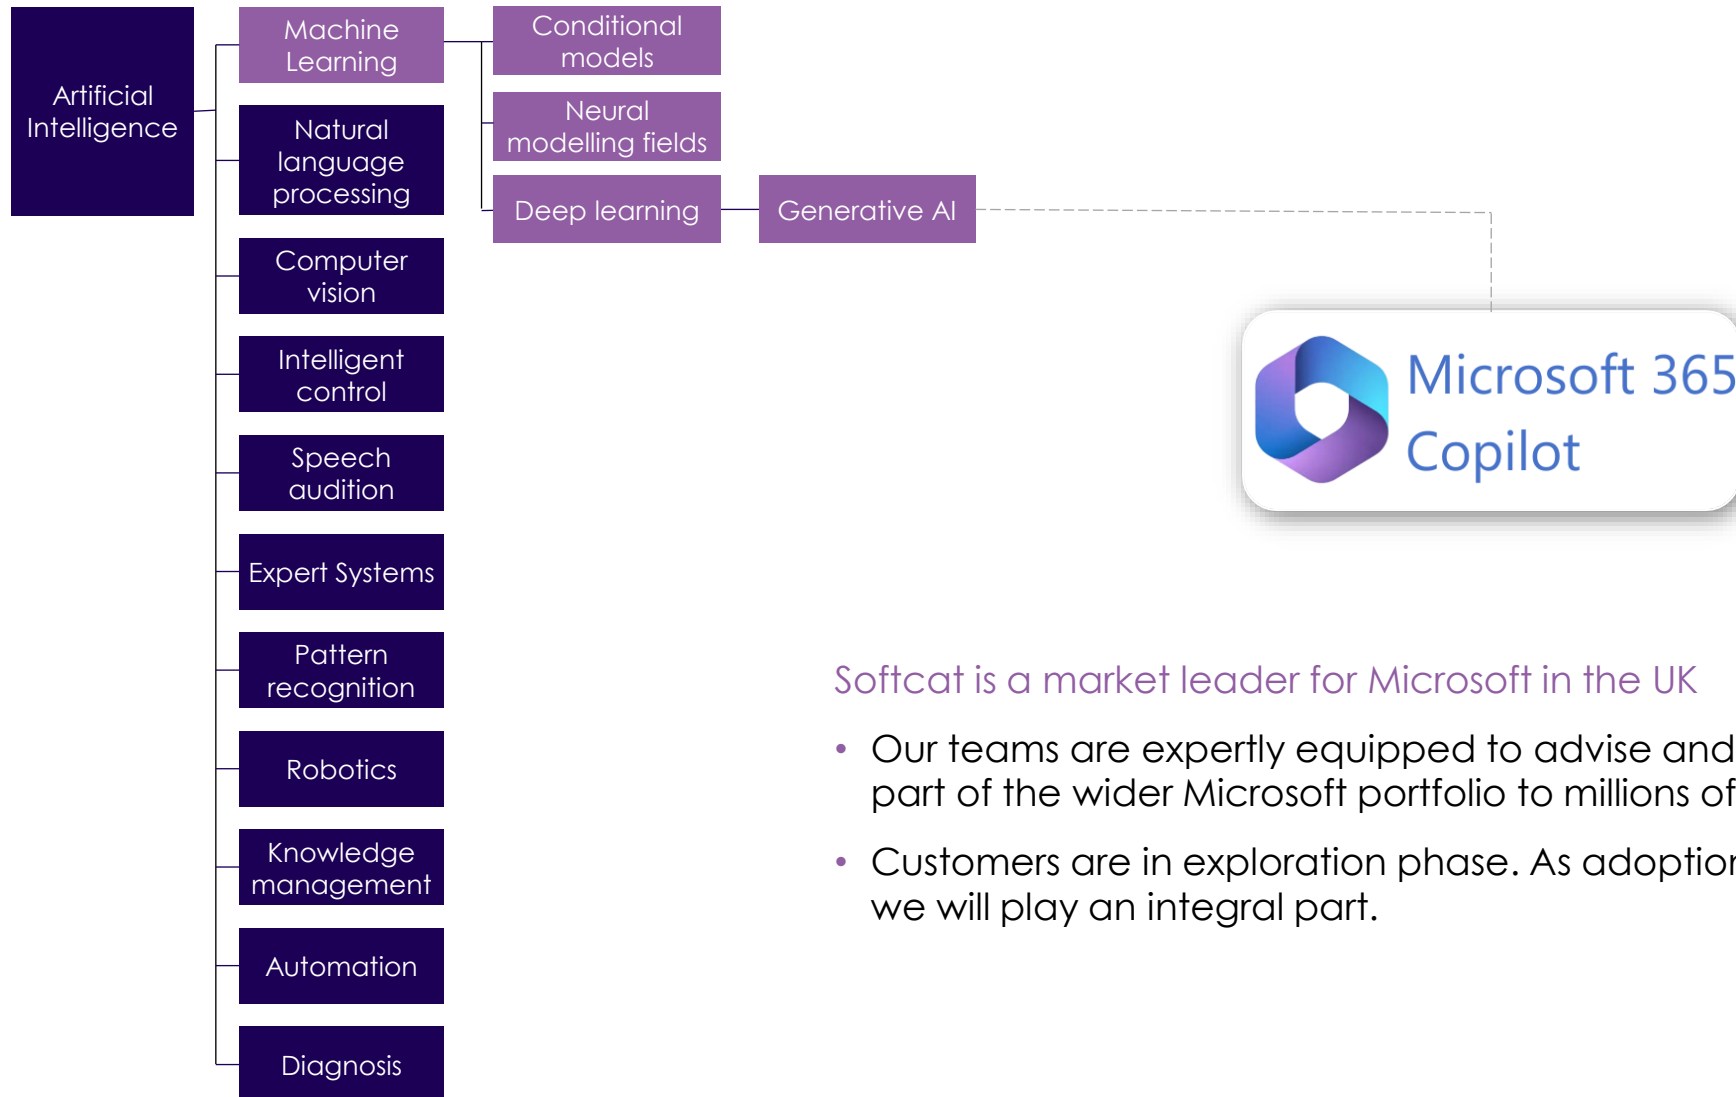 Artificial
Intelligence
Machine
Learning
Conditional
models
Neural
modelling fields
Deep learning
Generative AI
Natural
language
processing
Computer
vision
Intelligent
control
Speech
audition
Expert Systems
Pattern
recognition
Robotics
Knowledge
management
Automation
Diagnosis
Microsoft 365
Copilot
Softcat is a market leader for Microsoft in the UK
• Our teams are expertly equipped to advise and
part of the wider Microsoft portfolio to millions of
• Customers are in exploration phase. As adoption
we will play an integral part.